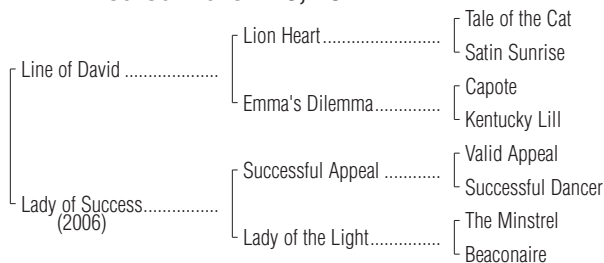 Tale of the Cat
Lion Heart..........................
Satin Sunrise
Line of David .....................
Capote
Emma's Dilemma..............
Kentucky Lill
Valid Appeal
Successful Appeal ............
Successful Dancer
Lady of Success.................
(2006)
The Minstrel
Lady of the Light................
Beaconaire